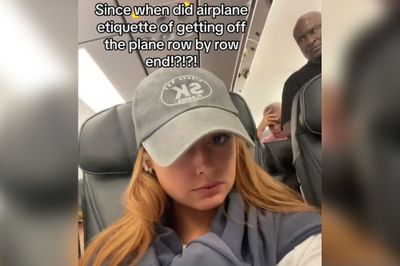 Since when did airplane
etiquette of getting off
the plane row by row
end!?!?!
SK